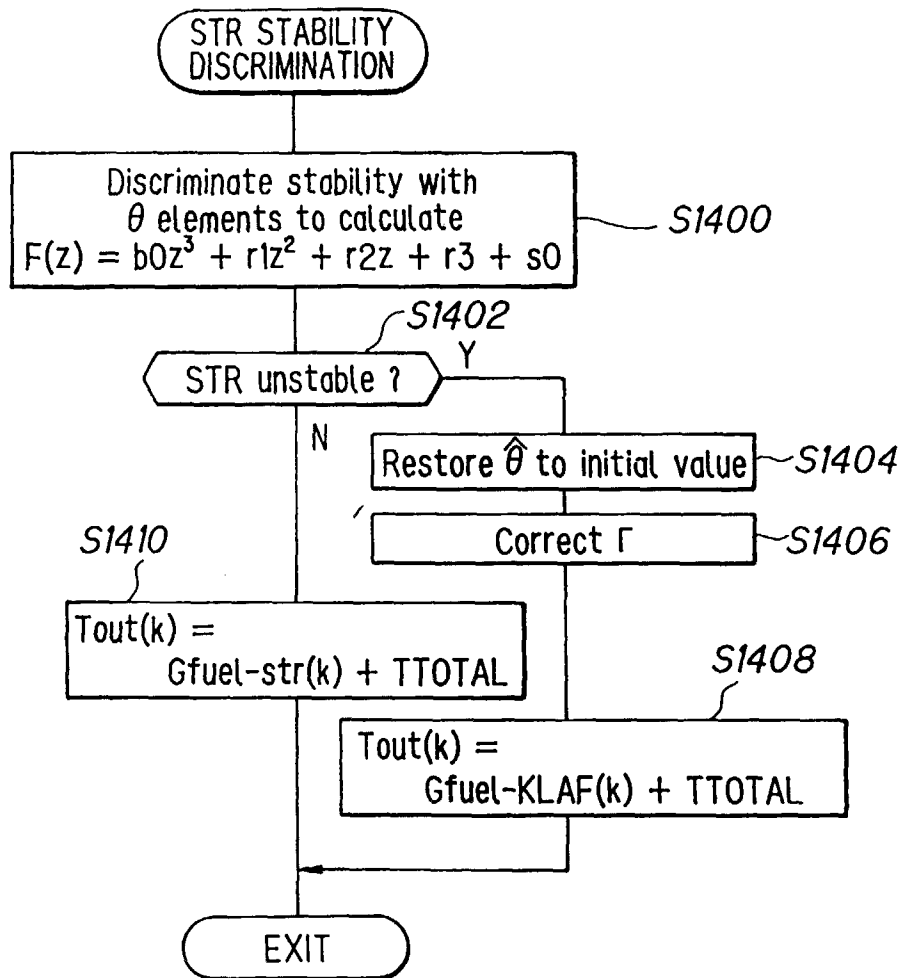 STR STABILITY
DISCRIMINATION
Discriminate stability with
θ elements to calculate
F(z) = b0z³ + r1z² + r2z + r3 + s0
S1400
S1402
STR unstable ?
Y
N
Restore θ̂ to initial value
S1404
Correct Γ
S1406
S1410
Tout(k) =
Gfuel-str(k) + TTOTAL
S1408
Tout(k) =
Gfuel-KLAF(k) + TTOTAL
EXIT